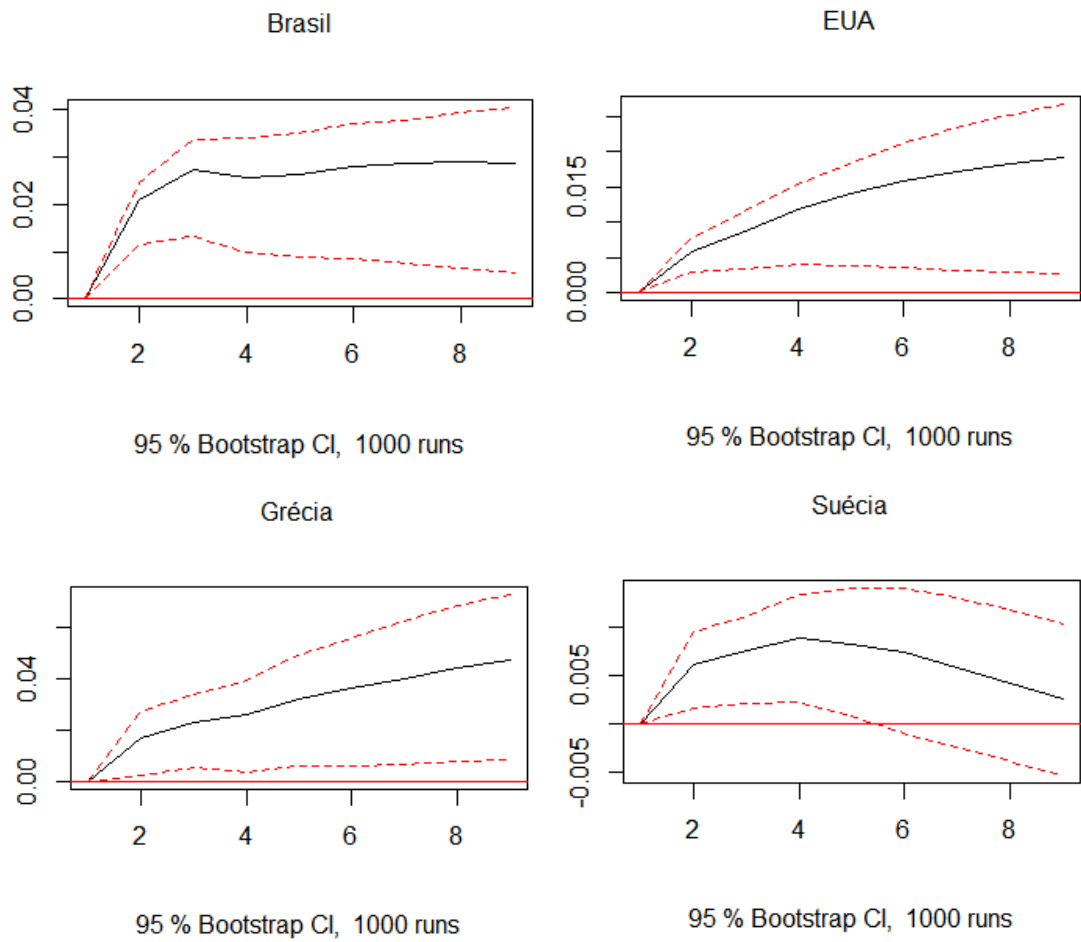 Brasil
0.04
0.02
0.00
2 4 6 8
95 % Bootstrap CI, 1000 runs
EUA
0.015
0.000
2 4 6 8
95 % Bootstrap CI, 1000 runs
Grécia
0.04
0.00
2 4 6 8
95 % Bootstrap CI, 1000 runs
Suécia
0.005
-0.005
2 4 6 8
95 % Bootstrap CI, 1000 runs